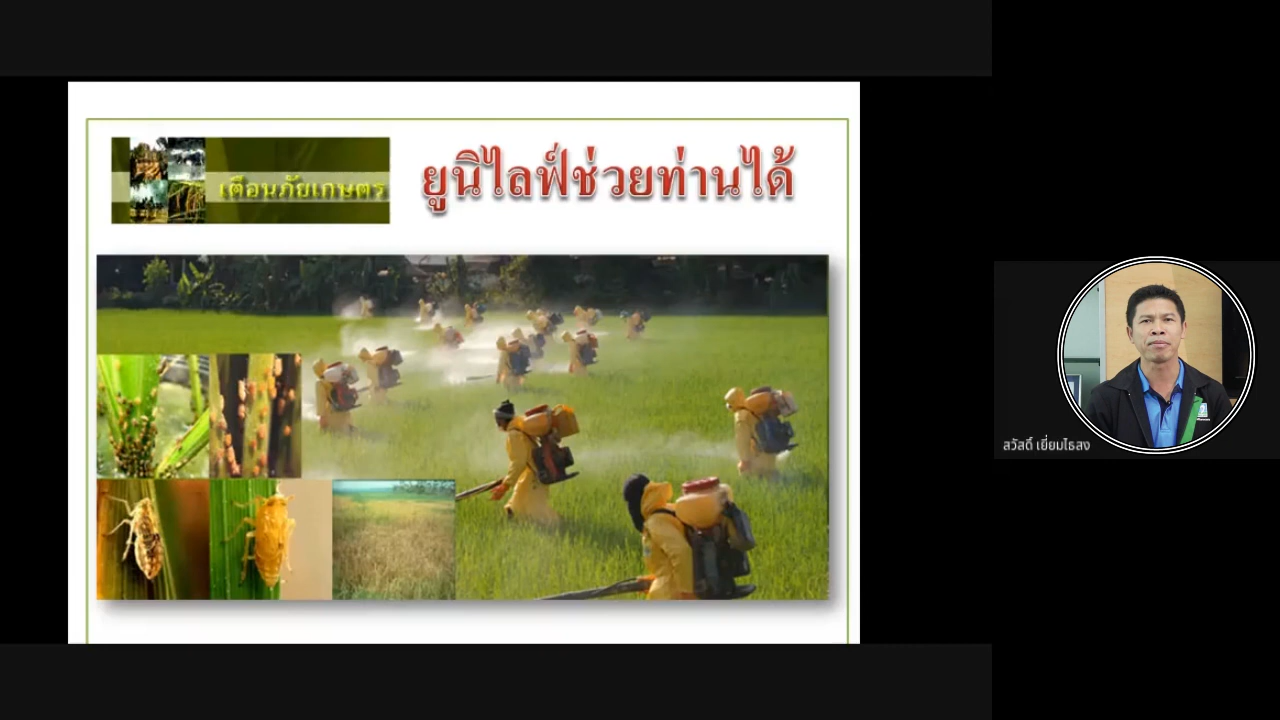 เตือนภัยเกษตร
ยูนิไลฟ์ช่วยท่านได้
สวัสดิ์ เยี่ยมไธสง